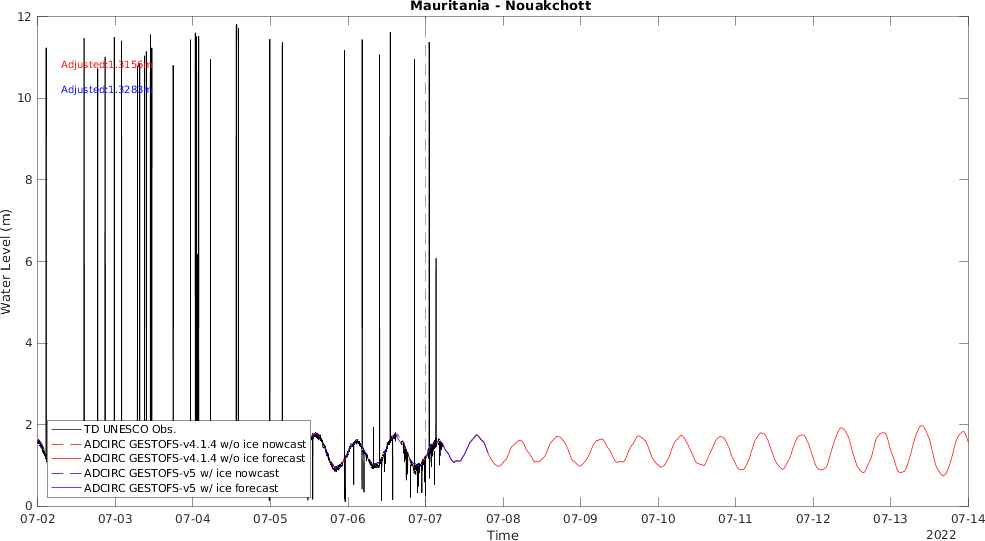 Mauritania - Nouakchott
12
10
8
6
4
2
0
Water Level (m)
Adjusted:1.3156m
Adjusted:1.3283m
TD UNESCO Obs.
ADCIRC GESTOFS-v4.1.4 w/o ice nowcast
ADCIRC GESTOFS-v4.1.4 w/o ice forecast
ADCIRC GESTOFS-v5 w/ ice nowcast
ADCIRC GESTOFS-v5 w/ ice forecast
07-02 07-03 07-04 07-05 07-06 07-07 07-08 07-09 07-10 07-11 07-12 07-13 07-14
Time
2022